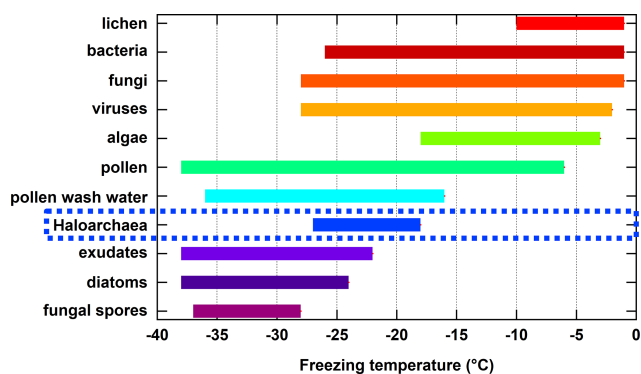 lichen
bacteria
fungi
viruses
algae
pollen
pollen wash water
Haloarchaea
exudates
diatoms
fungal spores
-40 -35 -30 -25 -20 -15 -10 -5 0
Freezing temperature (°C)